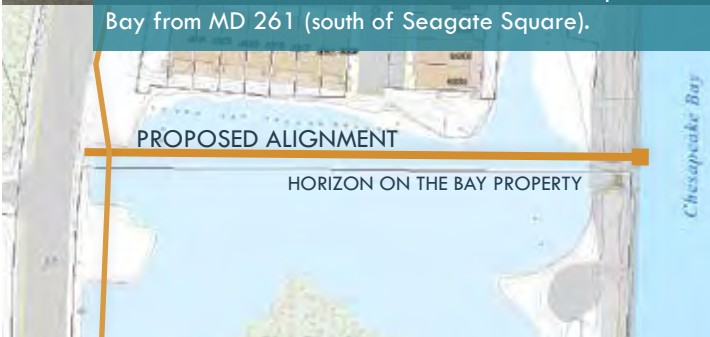 Bay from MD 261 (south of Seagate Square).
PROPOSED ALIGNMENT
HORIZON ON THE BAY PROPERTY
Chesapeake Bay